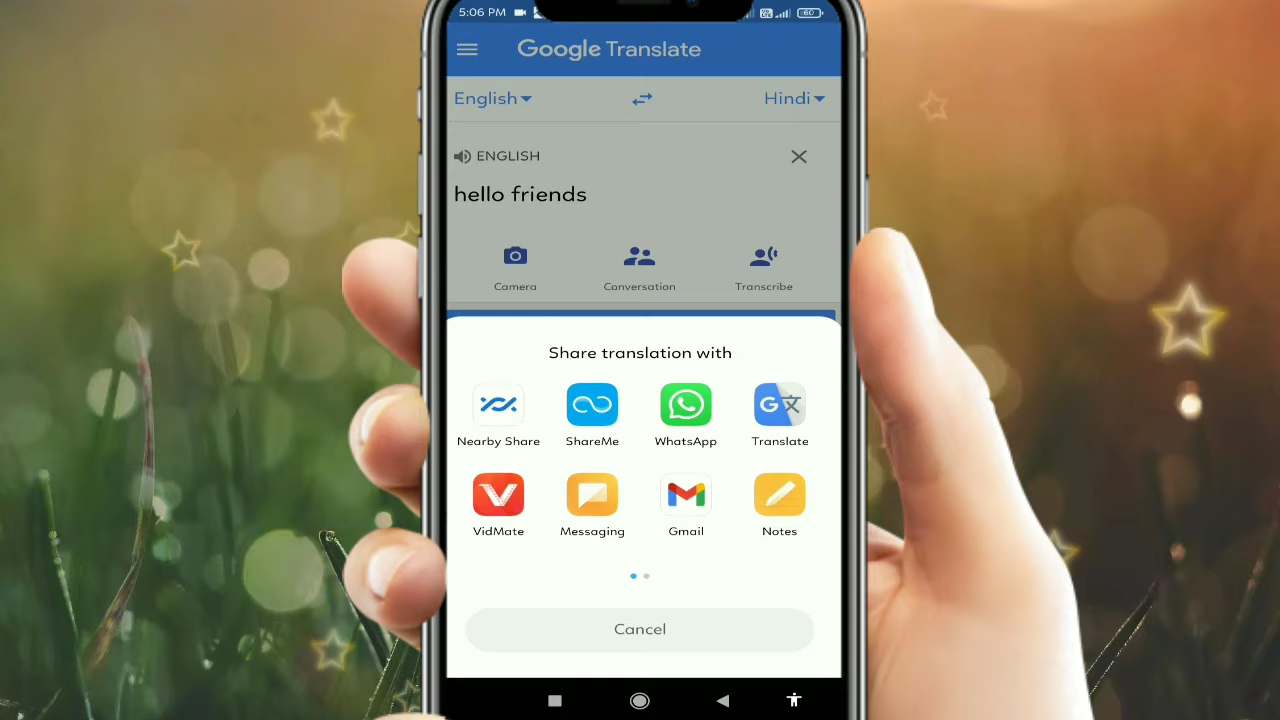 5:06 PM
60
Google Translate
English
Hindi
ENGLISH
hello friends
Camera Conversation Transcribe
Share translation with
Nearby Share ShareMe WhatsApp Translate
VidMate Messaging Gmail Notes
Cancel